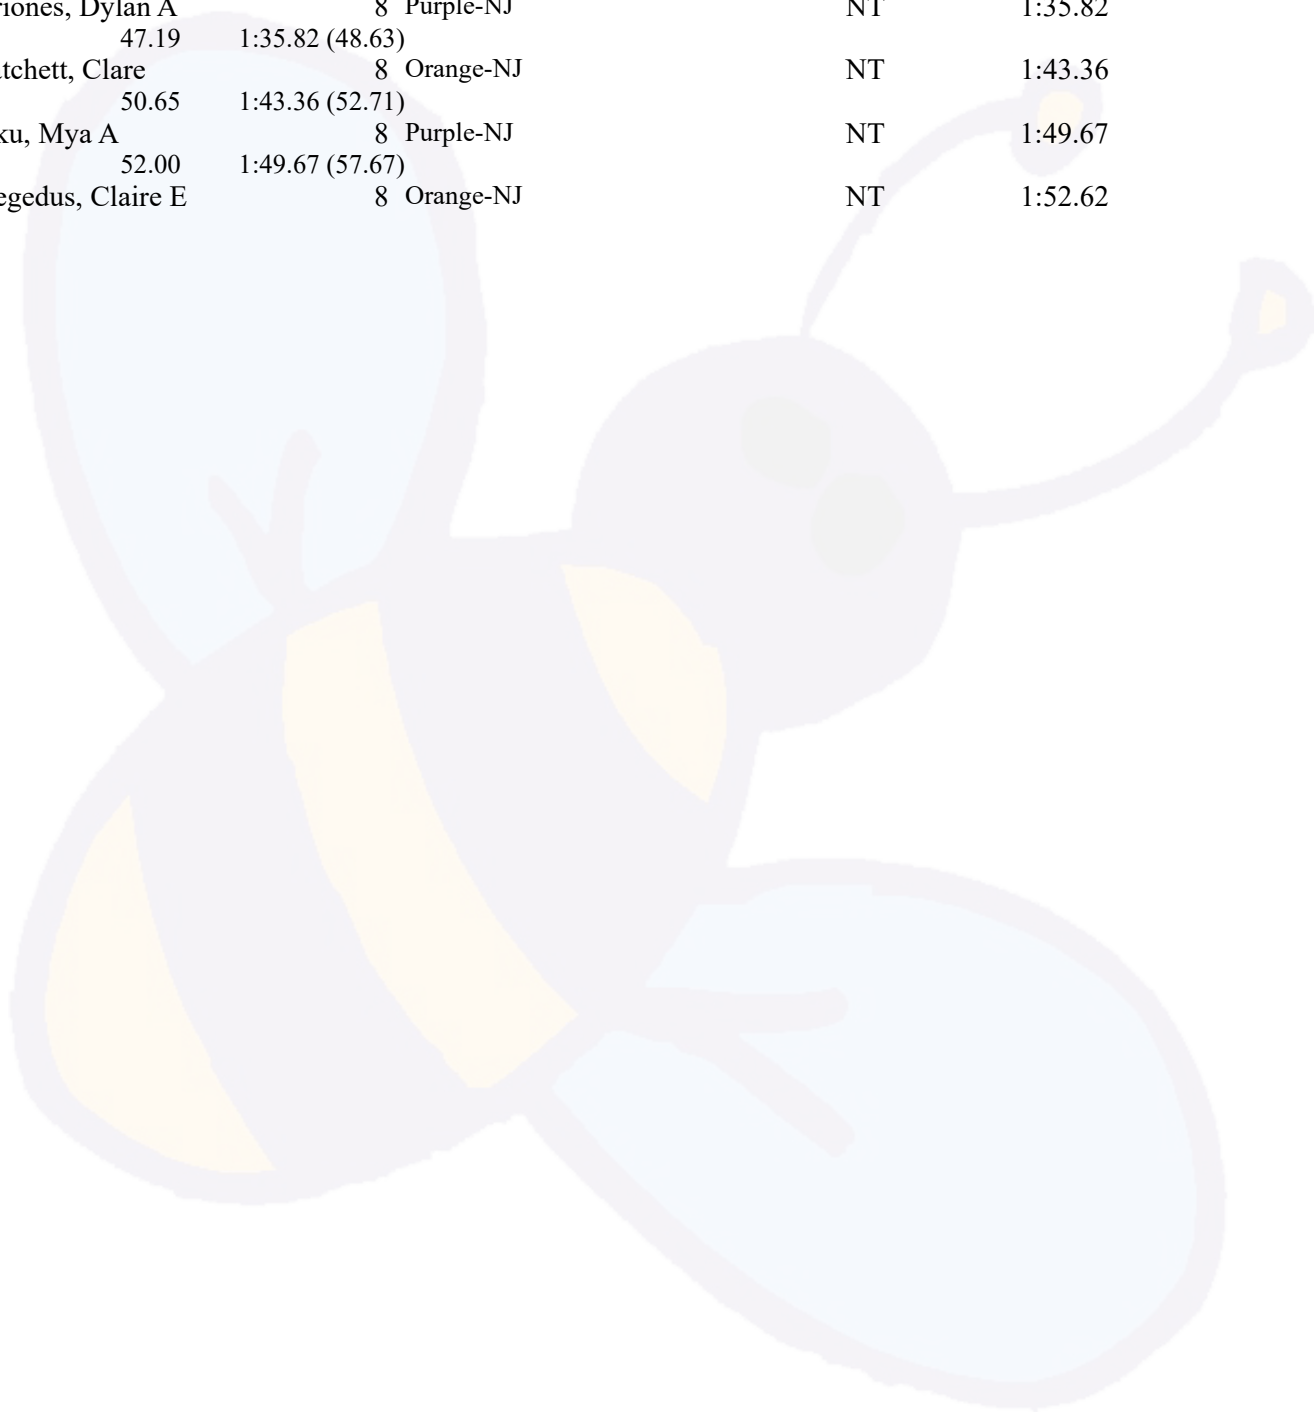 riones, Dylan A 8 Purple-NJ NT 1:35.82
47.19 1:35.82 (48.63)
tchett, Clare 8 Orange-NJ NT 1:43.36
50.65 1:43.36 (52.71)
ku, Mya A 8 Purple-NJ NT 1:49.67
52.00 1:49.67 (57.67)
egedus, Claire E 8 Orange-NJ NT 1:52.62